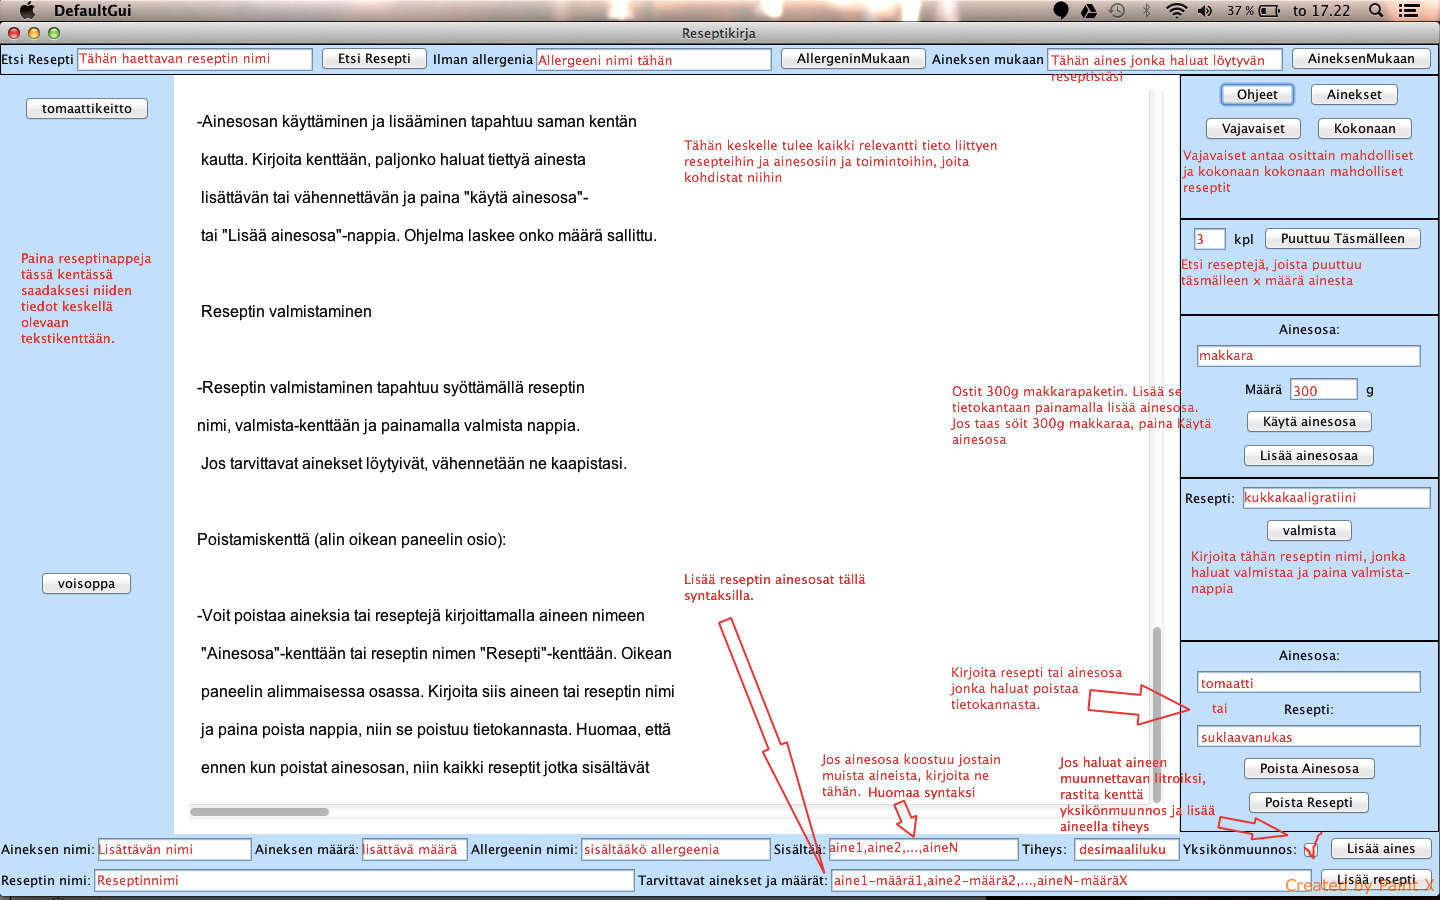 DefaultGui
37 %
to 17.22
Reseptikirja
Etsi Resepti Tähän haettavan reseptin nimi Etsi Resepti Ilman allergenia Allergeeni nimi tähän AllergeninMukaan Aineksen mukaan Tähän aines jonka haluat löytyvän AineksenMukaan
reseptistäsi
tomaattikeitto
Paina reseptinappeja
tässä kentässä
saadaksesi niiden
tiedot keskellä
olevaan
tekstikenttään.
voisoppa
-Ainesosan käyttäminen ja lisääminen tapahtuu saman kentän
kautta. Kirjoita kenttään, paljonko haluat tiettyä ainesta
lisättävän tai vähennettävän ja paina "käytä ainesosa"-
tai "Lisää ainesosa"-nappia. Ohjelma laskee onko määrä sallittu.
Reseptin valmistaminen
-Reseptin valmistaminen tapahtuu syöttämällä reseptin
nimi, valmista-kenttään ja painamalla valmista nappia.
Jos tarvittavat ainekset löytyivät, vähennetään ne kaapistasi.
Poistamiskenttä (alin oikean paneelin osio):
-Voit poistaa aineksia tai reseptejä kirjoittamalla aineen nimeen
"Ainesosa"-kenttään tai reseptin nimen "Resepti"-kenttään. Oikean
paneelin alimmaisessa osassa. Kirjoita siis aineen tai reseptin nimi
ja paina poista nappia, niin se poistuu tietokannasta. Huomaa, että
ennen kun poistat ainesosan, niin kaikki reseptit jotka sisältävät
Tähän keskelle tulee kaikki relevantti tieto liittyen
resepteihin ja ainesosiin ja toimintoihin, joita
kohdistat niihin
Ostit 300g makkarapaketin. Lisää se
tietokantaan painamalla lisää ainesosa.
Jos taas söit 300g makkaraa, paina Käytä
ainesosa
Lisää reseptin ainesosat tällä
syntaksilla.
Kirjoita resepti tai ainesosa
jonka haluat poistaa
tietokannasta.
Jos ainesosa koostuu jostain
muista aineista, kirjoita ne
tähän. Huomaa syntaksi
Jos haluat aineen
muunnettavan litroiksi,
rastita kenttä
yksikönmuunnos ja lisää
aineella tiheys
Ohjeet Ainekset
Vajavaiset Kokonaan
Vajavaiset antaa osittain mahdolliset
ja kokonaan kokonaan mahdolliset
reseptit
3 kpl Puuttuu Täsmälleen
Etsi reseptejä, joista puuttuu
täsmälleen x määrä ainesta
Ainesosa:
makkara
Määrä 300 g
Käytä ainesosa
Lisää ainesosaa
Resepti: kukkakaaligratiini
valmista
Kirjoita tähän reseptin nimi, jonka
haluat valmistaa ja paina valmista-
nappia
Ainesosa:
tomaatti
tai Resepti:
suklaavanukas
Poista Ainesosa
Poista Resepti
Aineksen nimi: Lisättävän nimi Aineksen määrä: lisättävä määrä Allergeenin nimi: sisältääkö allergeenia Sisältää: aine1,aine2,...,aineN Tiheys: desimaaliluku Yksikönmuunnos: Lisää aines
Reseptin nimi: Reseptinnimi Tarvittavat ainekset ja määrät: aine1-määrä1,aine2-määrä2,...,aineN-määräX Lisää resepti
Created by Paint X